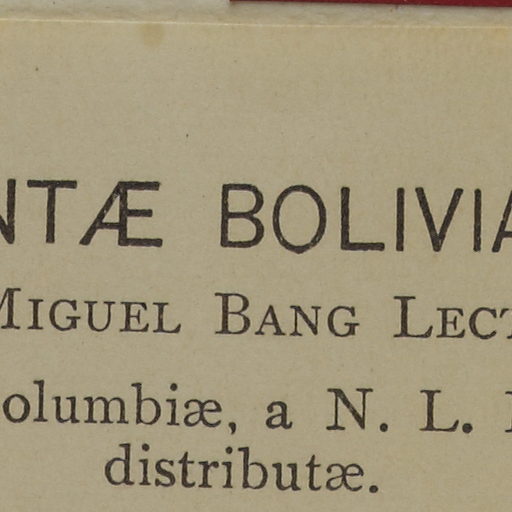 NTÆ BOLIVIA
MIGUEL BANG LECT
olumbiæ, a N. L.
distributæ.